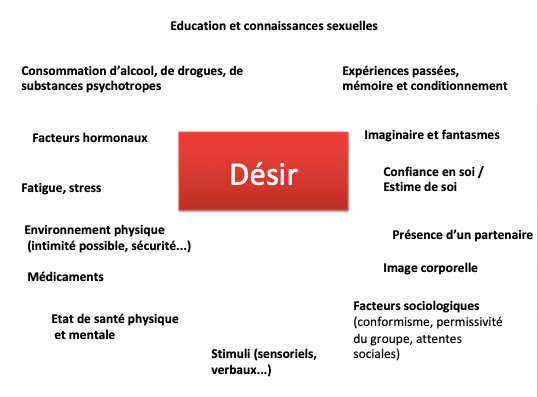 Education et connaissances sexuelles
Consommation d’alcool, de drogues, de
substances psychotropes
Expériences passées,
mémoire et conditionnement
Facteurs hormonaux
Imaginaire et fantasmes
Désir
Confiance en soi /
Estime de soi
Fatigue, stress
Environnement physique
(intimité possible, sécurité...)
Présence d’un partenaire
Médicaments
Image corporelle
Etat de santé physique
et mentale
Facteurs sociologiques
(conformisme, permissivité
du groupe, attentes
sociales)
Stimuli (sensoriels,
verbaux...)